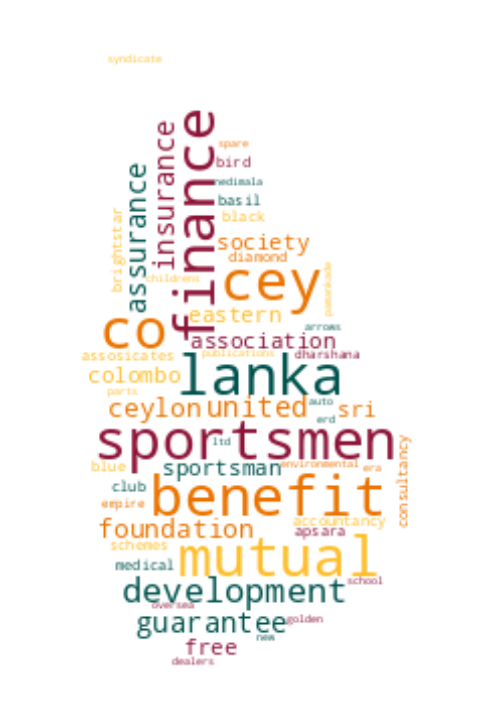 syndicate
finance
insurance
spare
bird
assurance
nedimala
basil
brightstar
black
society
diamond
cey
childrens
pamankade
eastern
co
arrows
association
assosicates
publications
dharshana
lanka
colombo
parts
auto
ceylon united sri
erd
sportsmen
ltd
consultancy
blue
sportsman
environmental
era
club
benefit
empire
foundation
accountancy
apsara
schemes
mutual
medical
development
school
oversea
guarantee
golden
new
free
dealers